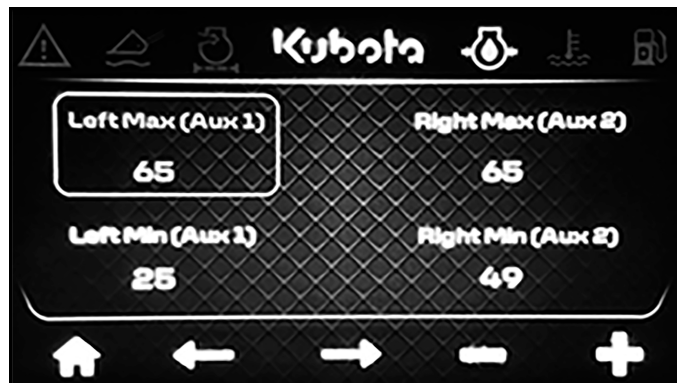 Kubota
Left Max (Aux 1)
Right Max (Aux 2)
65
65
Left Min (Aux 1)
Right Min (Aux 2)
25
49